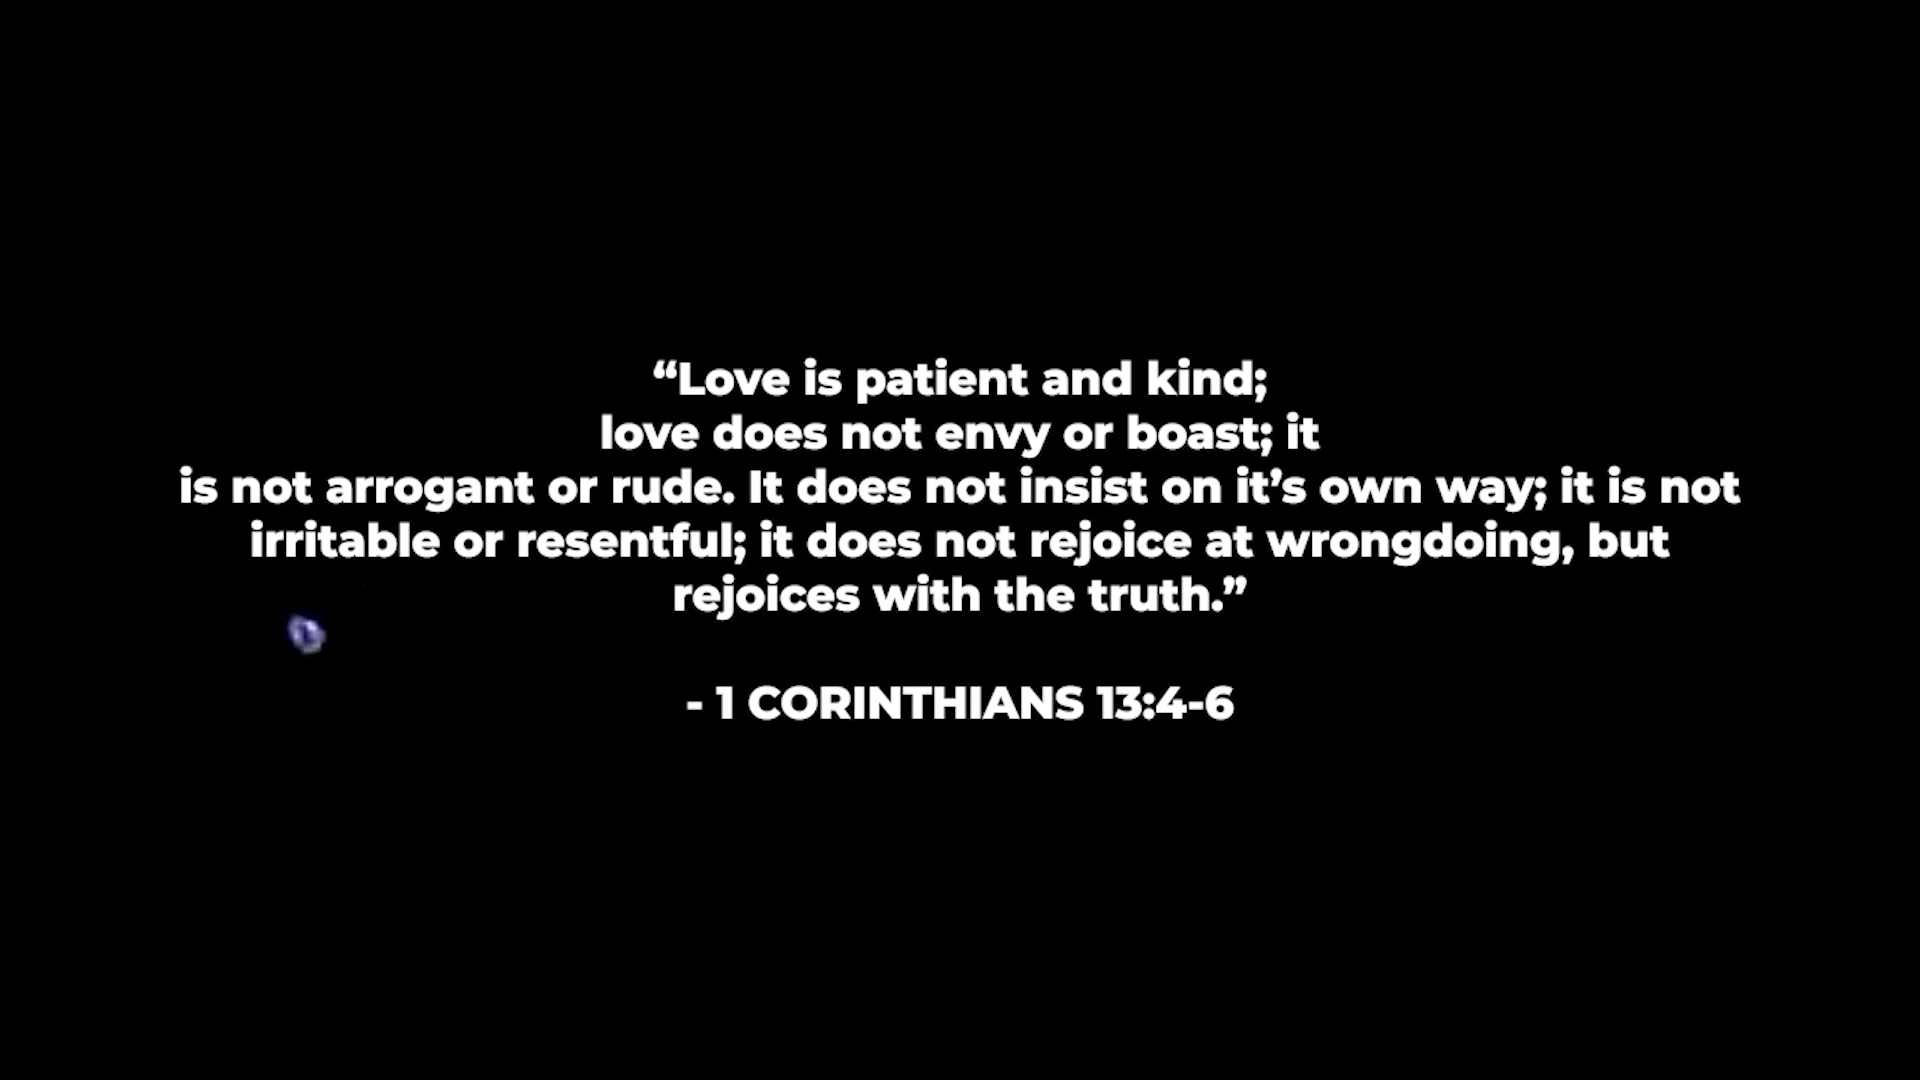 “Love is patient and kind;
love does not envy or boast; it
is not arrogant or rude. It does not insist on it’s own way; it is not
irritable or resentful; it does not rejoice at wrongdoing, but
rejoices with the truth.”
- 1 CORINTHIANS 13:4-6